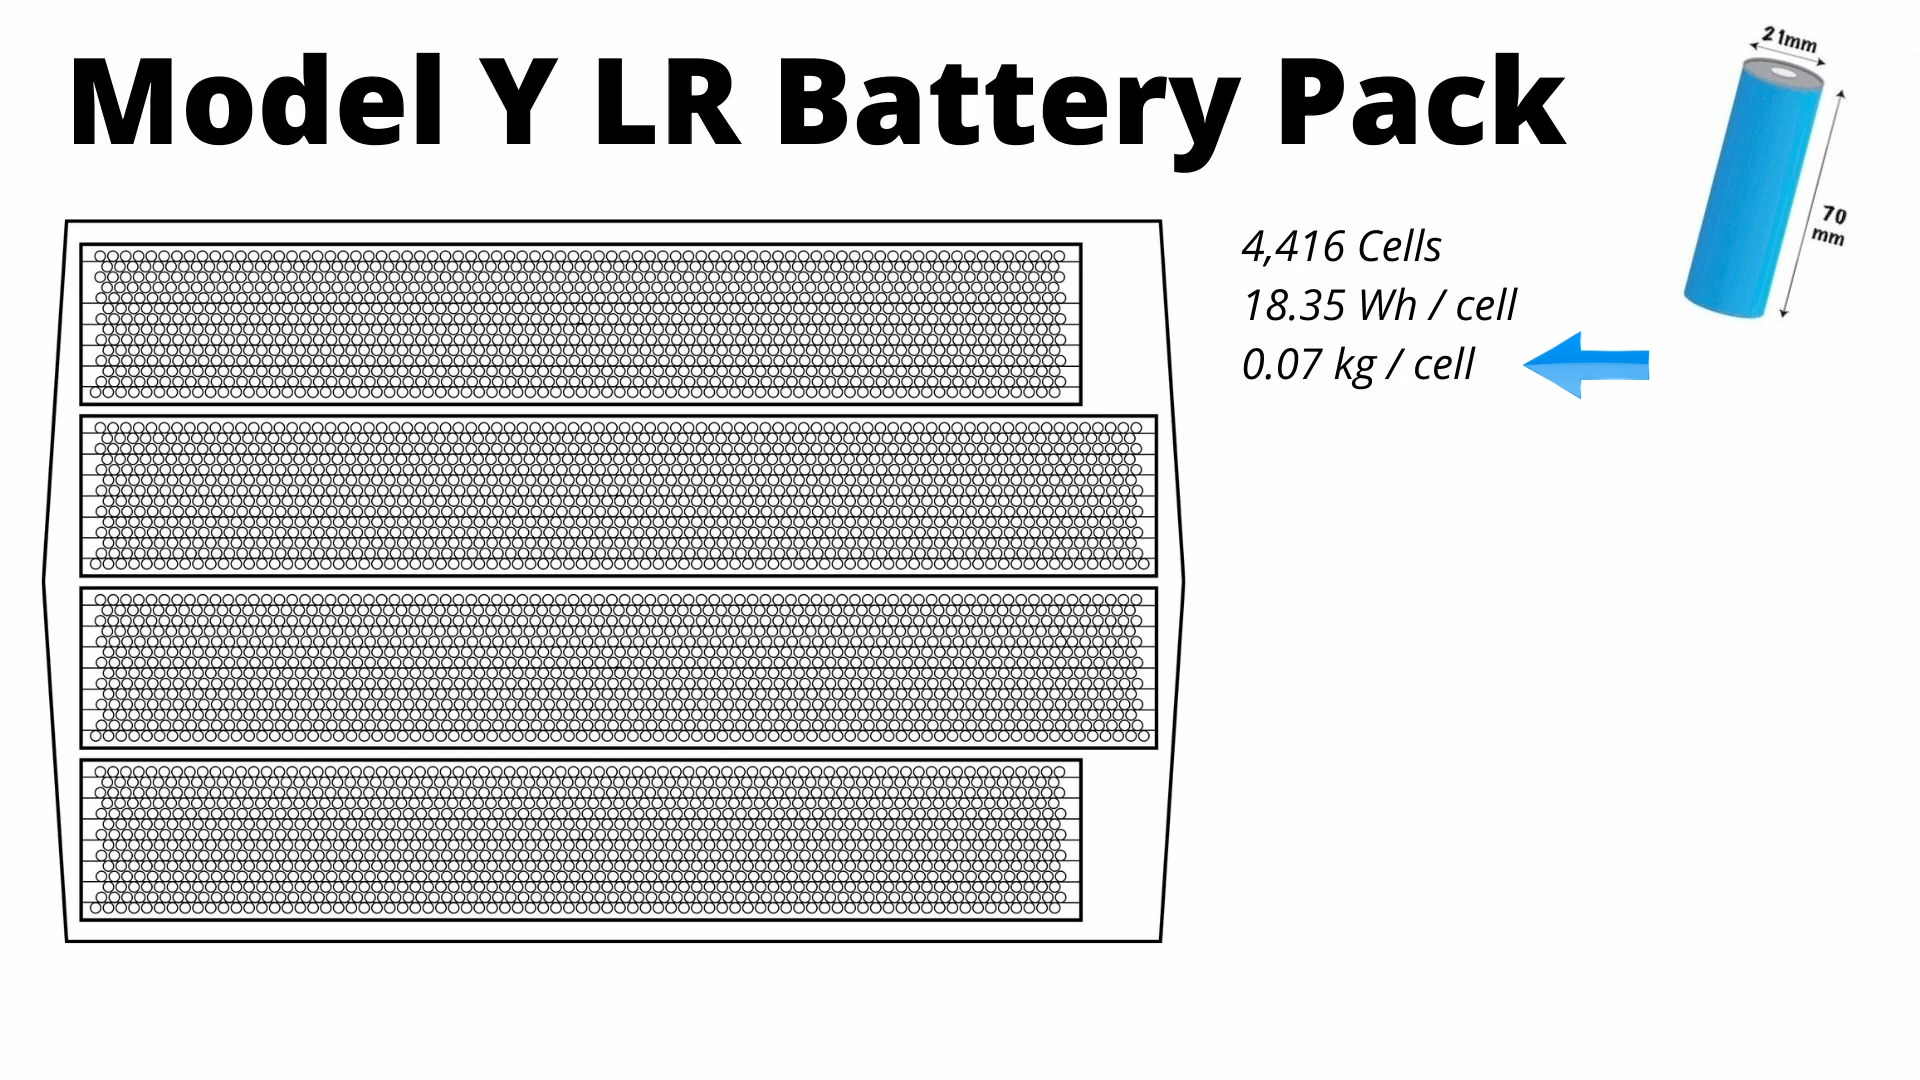 Model Y LR Battery Pack
21mm
70
mm
4,416 Cells
18.35 Wh / cell
0.07 kg / cell